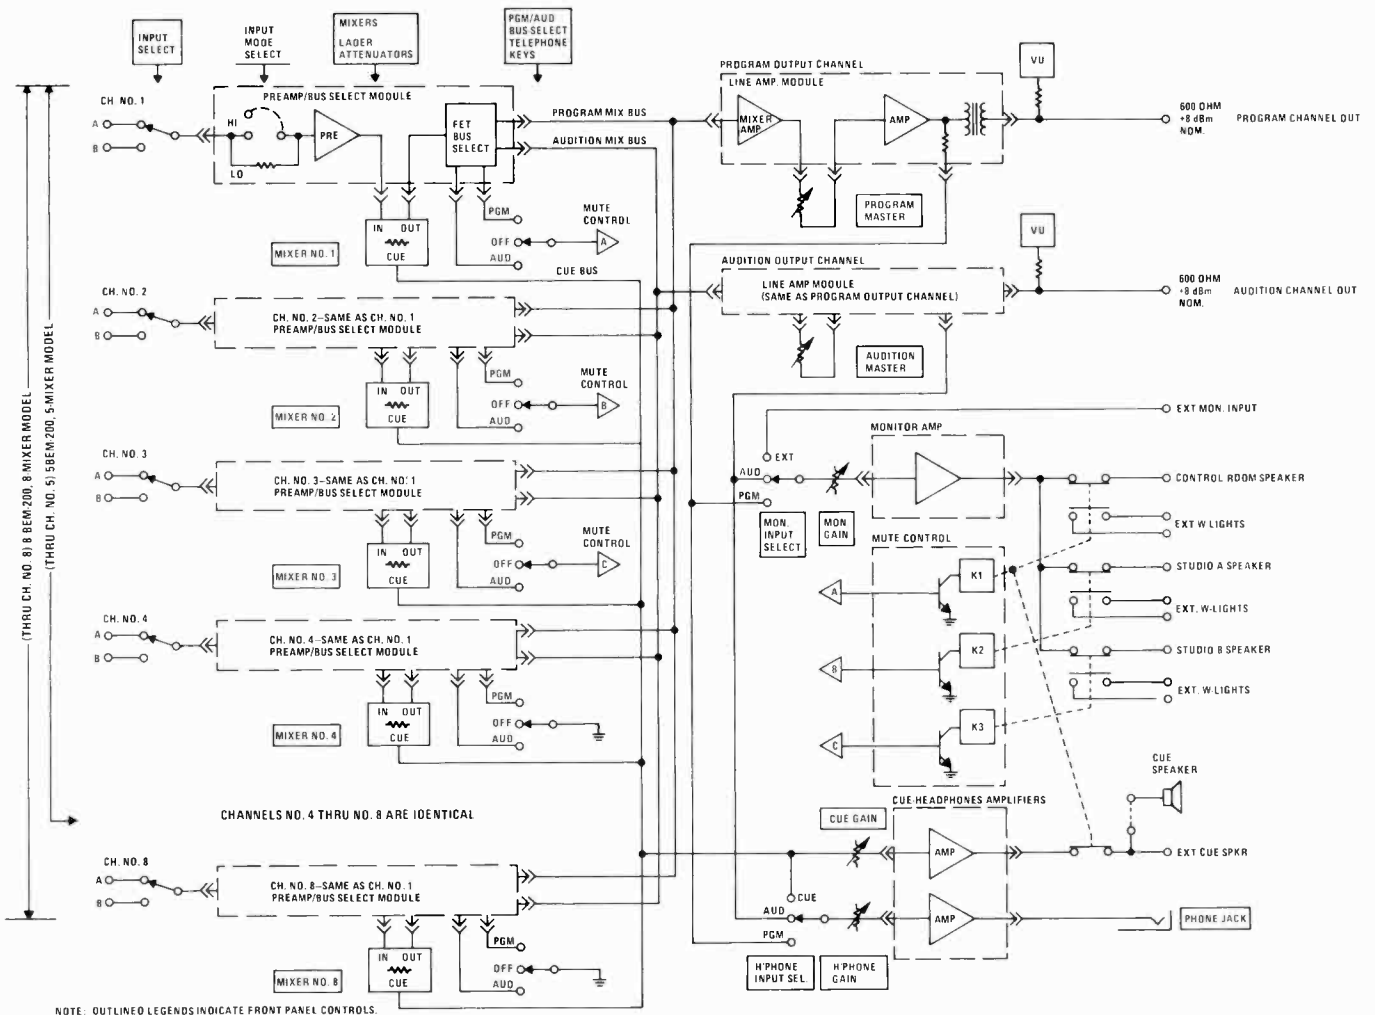 INPUT
SELECT
INPUT
MODE
SELECT
MIXERS
LADER
ATTENUATORS
PGM/AUD
BUS-SELECT
TELEPHONE
KEYS
CH NO. 1
A
B
PREAMP/BUS SELECT MODULE
HI
LO
PRE
FET
BUS
SELECT
PROGRAM MIX BUS
AUDITION MIX BUS
IN OUT
CUE
MIXER NO. 1
PGM
OFF
AUD
MUTE
CONTROL
A
CUE BUS
CH. NO. 2
A
B
CH. NO. 2–SAME AS CH. NO. 1
PREAMP/BUS SELECT MODULE
IN OUT
CUE
MIXER NO. 2
PGM
OFF
AUD
MUTE
CONTROL
B
CH. NO. 3
A
B
CH. NO. 3–SAME AS CH. NO. 1
PREAMP/BUS SELECT MODULE
IN OUT
CUE
MIXER NO. 3
PGM
OFF
AUD
MUTE
CONTROL
C
CH. NO. 4
A
B
CH. NO. 4–SAME AS CH. NO. 1
PREAMP/BUS SELECT MODULE
IN OUT
CUE
MIXER NO. 4
PGM
OFF
AUD
CHANNELS NO. 4 THRU NO. 8 ARE IDENTICAL
CH. NO. 8
A
B
CH. NO. 8–SAME AS CH. NO. 1
PREAMP/BUS SELECT MODULE
IN OUT
CUE
MIXER NO. 8
PGM
OFF
AUD
(THRU CH. NO. 8) 8 BEM-200, 8-MIXER MODEL
(THRU CH. NO. 5) 5BEM-200, 5-MIXER MODEL
NOTE: OUTLINED LEGENDS INDICATE FRONT PANEL CONTROLS.
PROGRAM OUTPUT CHANNEL
LINE AMP. MODULE
MIXER
AMP
AMP
PROGRAM
MASTER
VU
600 OHM
+8 dBm
NOM.
PROGRAM CHANNEL OUT
AUDITION OUTPUT CHANNEL
LINE AMP MODULE
(SAME AS PROGRAM OUTPUT CHANNEL)
AUDITION
MASTER
VU
600 OHM
+8 dBm
NOM.
AUDITION CHANNEL OUT
EXT MON. INPUT
EXT
AUD
PGM
MON.
INPUT
SELECT
MON
GAIN
MONITOR AMP
CONTROL ROOM SPEAKER
EXT W LIGHTS
MUTE CONTROL
A
K1
B
K2
C
K3
STUDIO A SPEAKER
EXT. W-LIGHTS
STUDIO B SPEAKER
EXT. W-LIGHTS
CUE
SPEAKER
CUE-HEADPHONES AMPLIFIERS
CUE GAIN
AMP
EXT CUE SPKR
CUE
AUD
PGM
H'PHONE
INPUT SEL.
H'PHONE
GAIN
AMP
PHONE JACK